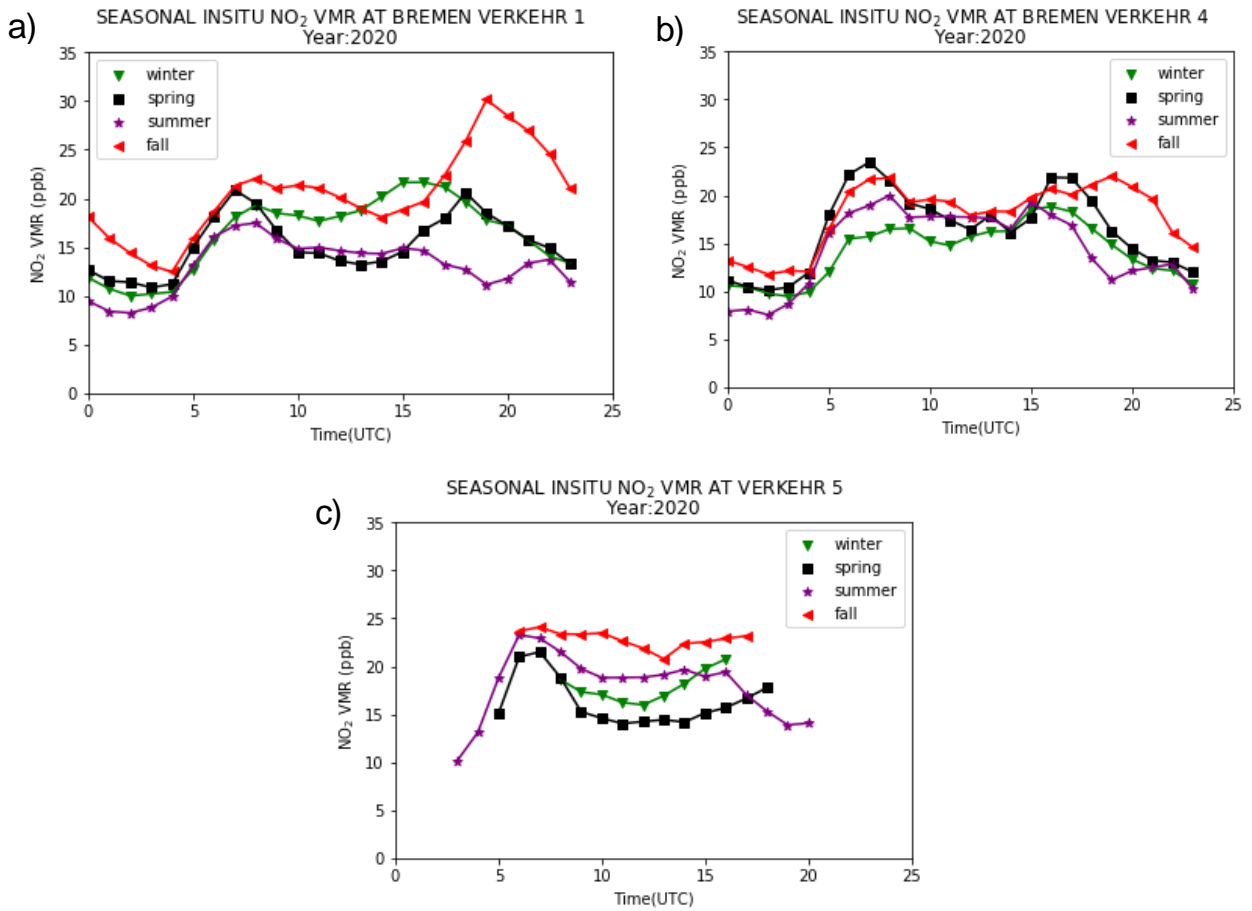 a)
SEASONAL INSITU NO₂ VMR AT BREMEN VERKEHR 1
Year:2020
NO₂ VMR (ppb)
35
30
25
20
15
10
5
0
winter
spring
summer
fall
0 5 10 15 20 25
Time(UTC)
b)
SEASONAL INSITU NO₂ VMR AT BREMEN VERKEHR 4
Year:2020
NO₂ VMR (ppb)
35
30
25
20
15
10
5
0
winter
spring
summer
fall
0 5 10 15 20 25
Time(UTC)
c)
SEASONAL INSITU NO₂ VMR AT VERKEHR 5
Year:2020
NO₂ VMR (ppb)
35
30
25
20
15
10
5
0
winter
spring
summer
fall
0 5 10 15 20 25
Time(UTC)